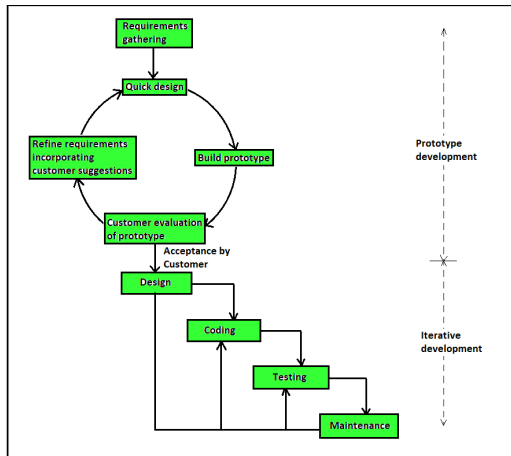 Requirements
gathering
Quick design
Refine requirements
incorporating
customer suggestions
Build prototype
Prototype
development
Customer evaluation
of prototype
Acceptance by
Customer
Design
Coding
Iterative
development
Testing
Maintenance